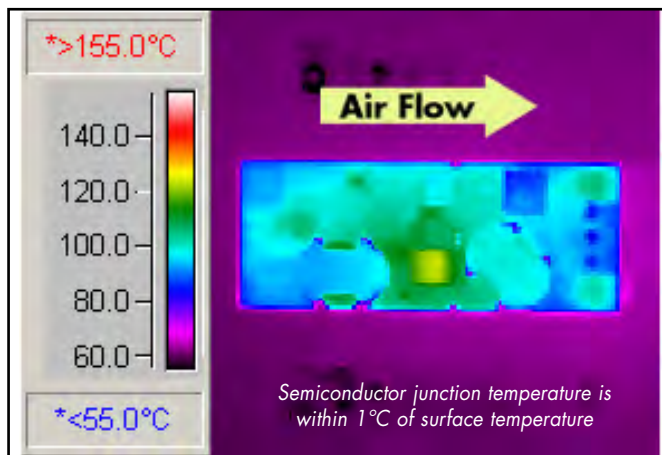 *>155.0°C
140.0
120.0
100.0
80.0
60.0
*<55.0°C
Air Flow
Semiconductor junction temperature is
within 1°C of surface temperature